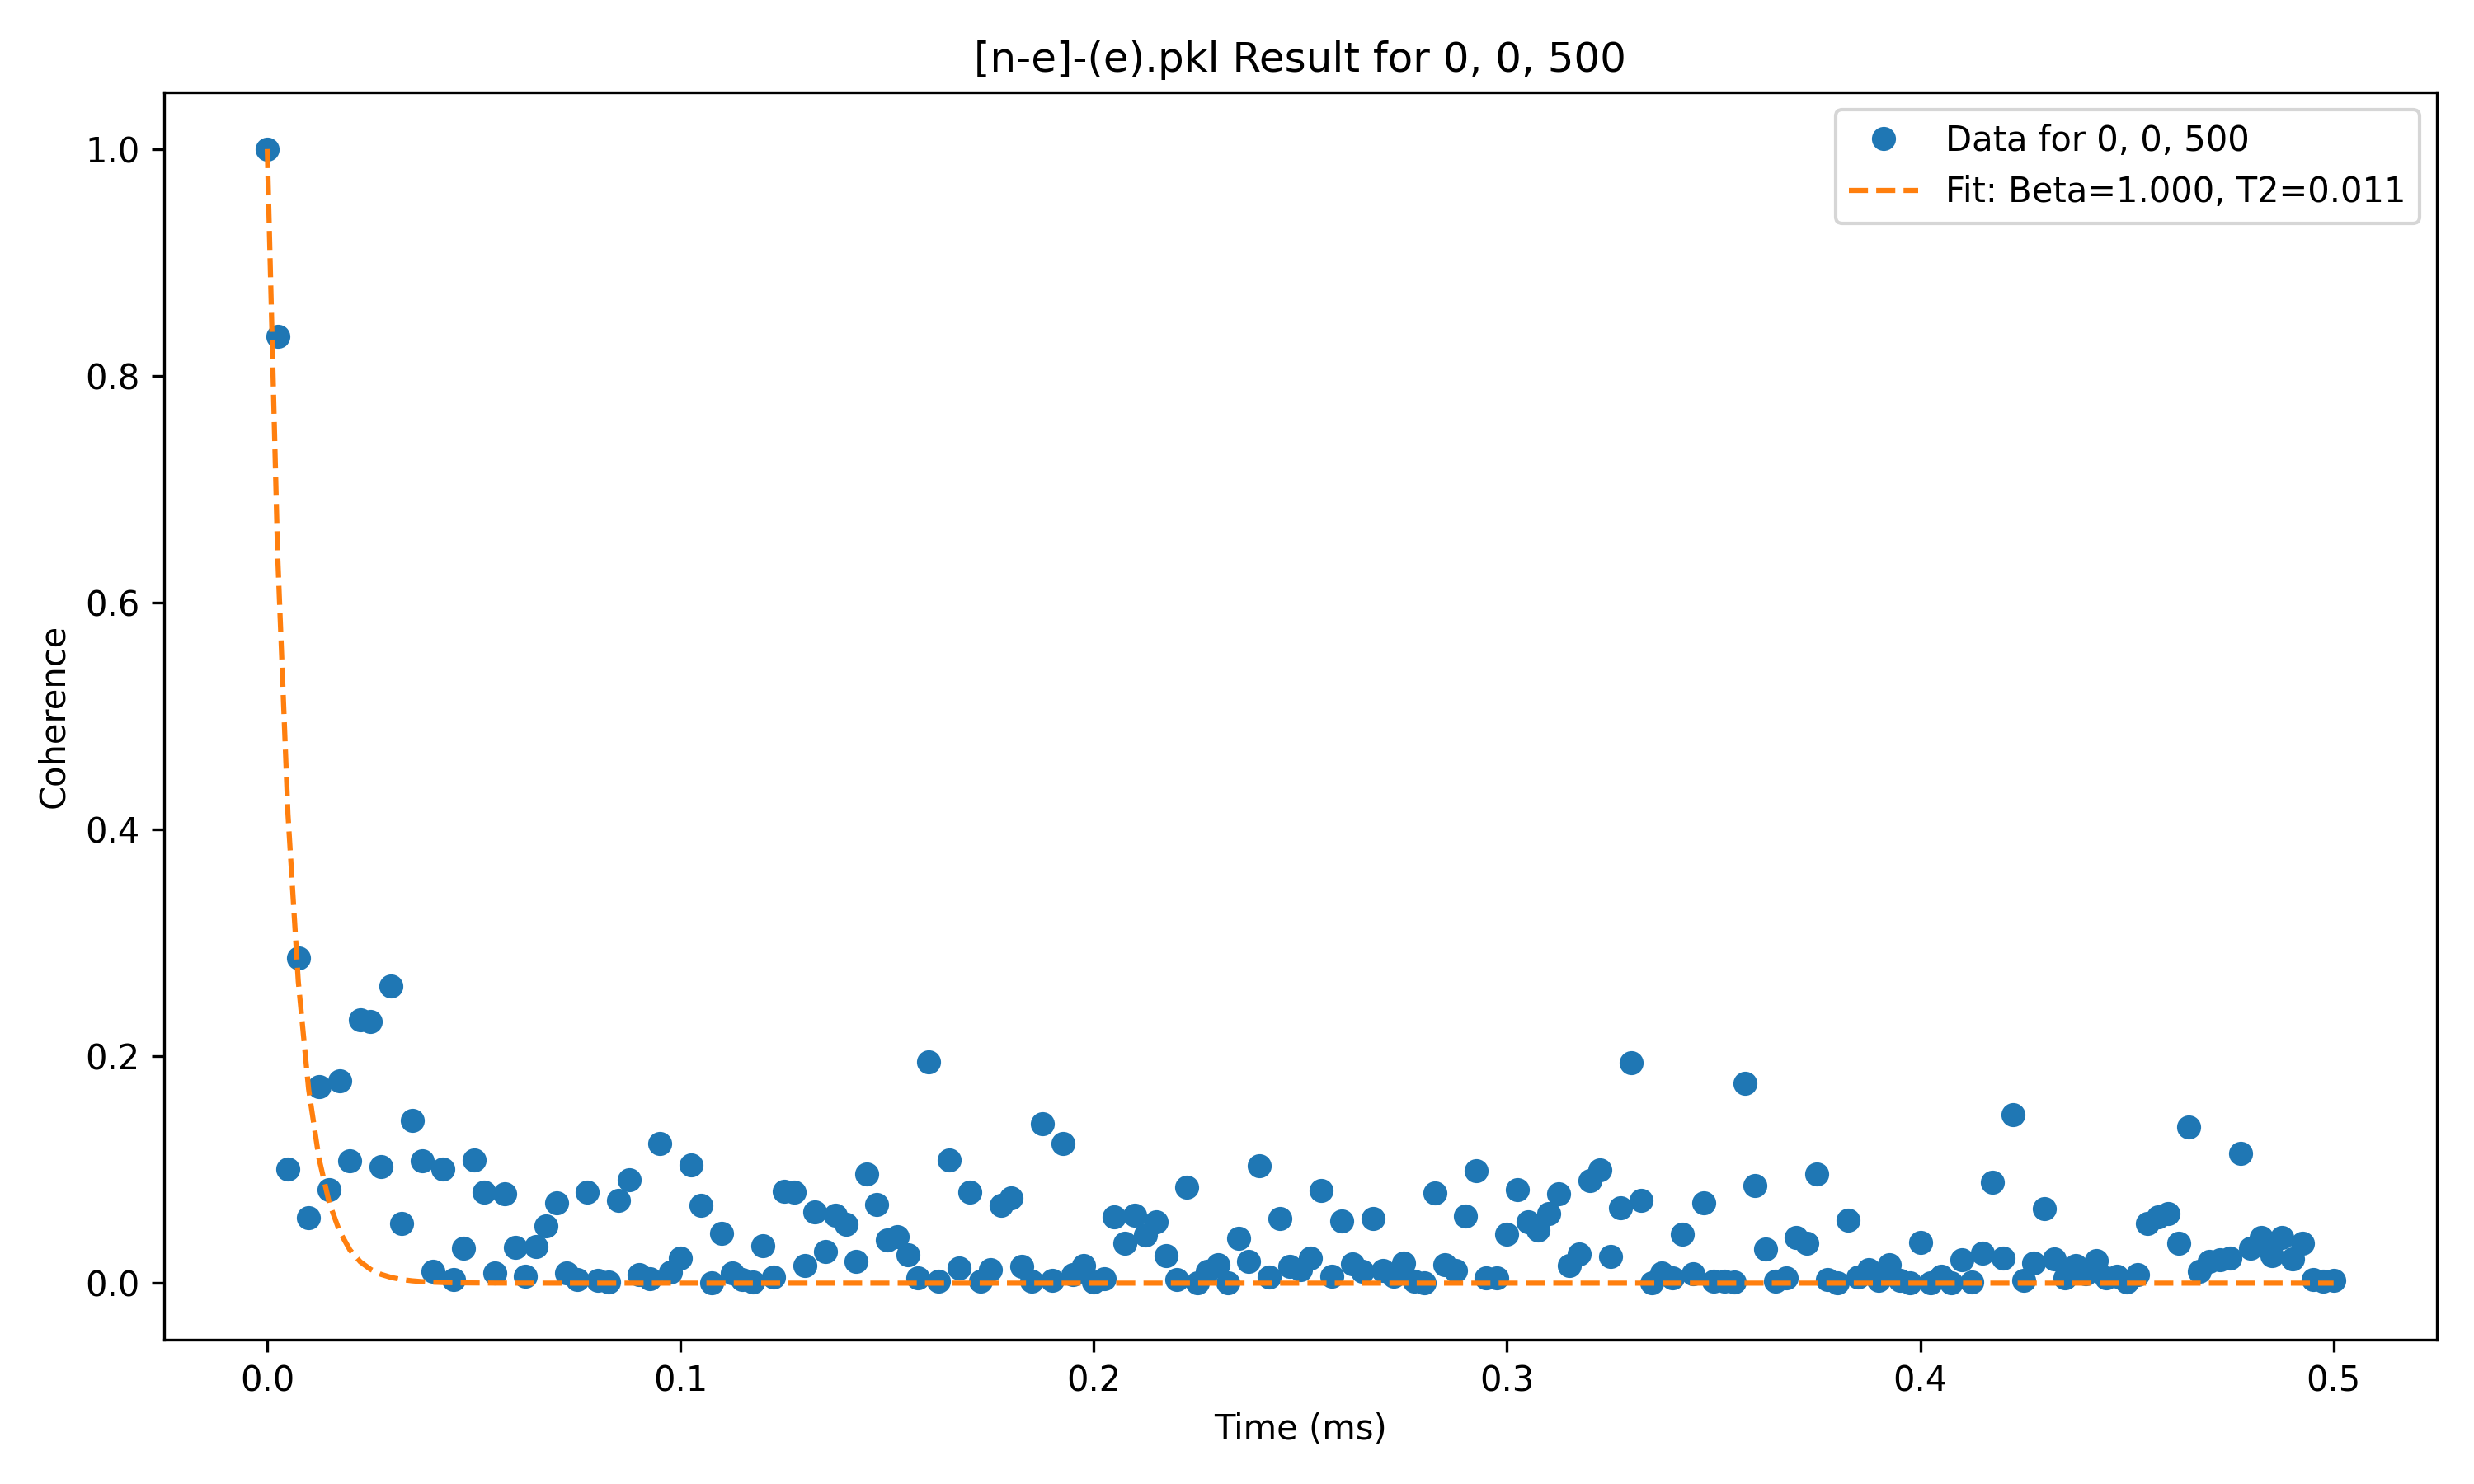 [n-e]-(e).pkl Result for 0, 0, 500
Data for 0, 0, 500
Fit: Beta=1.000, T2=0.011
1.0
0.8
0.6
0.4
0.2
0.0
Coherence
0.0
0.1
0.2
0.3
0.4
0.5
Time (ms)